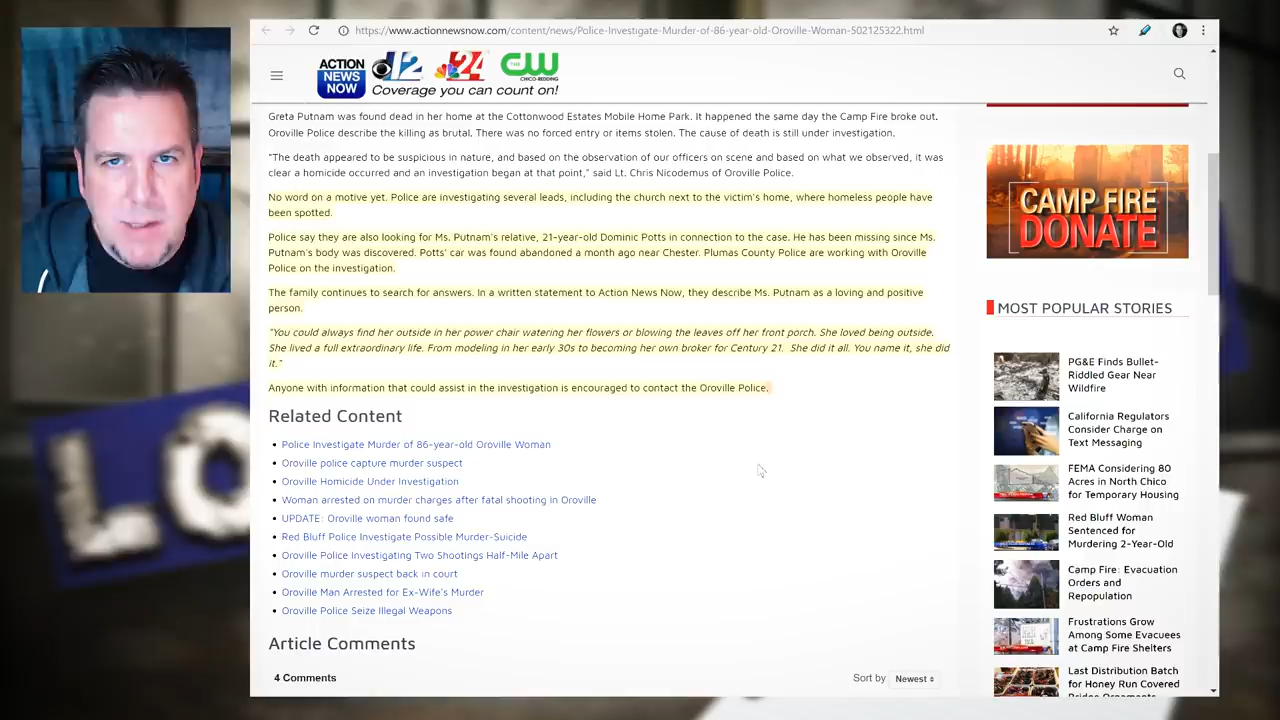 https://www.actionnewsnow.com/content/news/Police-Investigate-Murder-of-86-year-old-Oroville-Woman-502125322.html
ACTION NEWS NOW
12
24
THE CW CHICO-REDDING
Coverage you can count on!
Greta Putnam was found dead in her home at the Cottonwood Estates Mobile Home Park. It happened the same day the Camp Fire broke out.
Oroville Police describe the killing as brutal. There was no forced entry or items stolen. The cause of death is still under investigation.
"The death appeared to be suspicious in nature, and based on the observation of our officers on scene and based on what we observed, it was
clear a homicide occurred and an investigation began at that point," said Lt. Chris Nicodemus of Oroville Police.
No word on a motive yet. Police are investigating several leads, including the church next to the victim's home, where homeless people have
been spotted.
Police say they are also looking for Ms. Putnam's relative, 21-year-old Dominic Potts in connection to the case. He has been missing since Ms.
Putnam's body was discovered. Potts' car was found abandoned a month ago near Chester. Plumas County Police are working with Oroville
Police on the investigation.
The family continues to search for answers. In a written statement to Action News Now, they describe Ms. Putnam as a loving and positive
person.
"You could always find her outside in her power chair watering her flowers or blowing the leaves off her front porch. She loved being outside.
She lived a full extraordinary life. From modeling in her early 30s to becoming her own broker for Century 21. She did it all. You name it, she did
it."
Anyone with information that could assist in the investigation is encouraged to contact the Oroville Police.
Related Content
Police Investigate Murder of 86-year-old Oroville Woman
Oroville police capture murder suspect
Oroville Homicide Under Investigation
Woman arrested on murder charges after fatal shooting in Oroville
UPDATE: Oroville woman found safe
Red Bluff Police Investigate Possible Murder-Suicide
Oroville Police Investigating Two Shootings Half-Mile Apart
Oroville murder suspect back in court
Oroville Man Arrested for Ex-Wife's Murder
Oroville Police Seize Illegal Weapons
Article Comments
4 Comments
Sort by
Newest
CAMP FIRE
DONATE
MOST POPULAR STORIES
PG&E Finds Bullet-
Riddled Gear Near
Wildfire
California Regulators
Consider Charge on
Text Messaging
FEMA Considering 80
Acres in North Chico
for Temporary Housing
Red Bluff Woman
Sentenced for
Murdering 2-Year-Old
Camp Fire: Evacuation
Orders and
Repopulation
Frustrations Grow
Among Some Evacuees
at Camp Fire Shelters
Last Distribution Batch
for Honey Run Covered
Bridge Ornaments